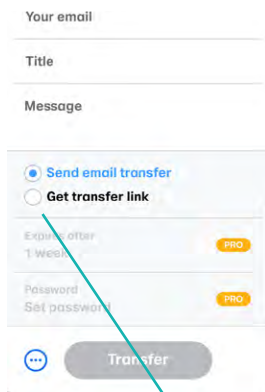 Your email
Title
Message
Send email transfer
Get transfer link
Expires after
1 week
PRO
Password
Set password
PRO
Transfer